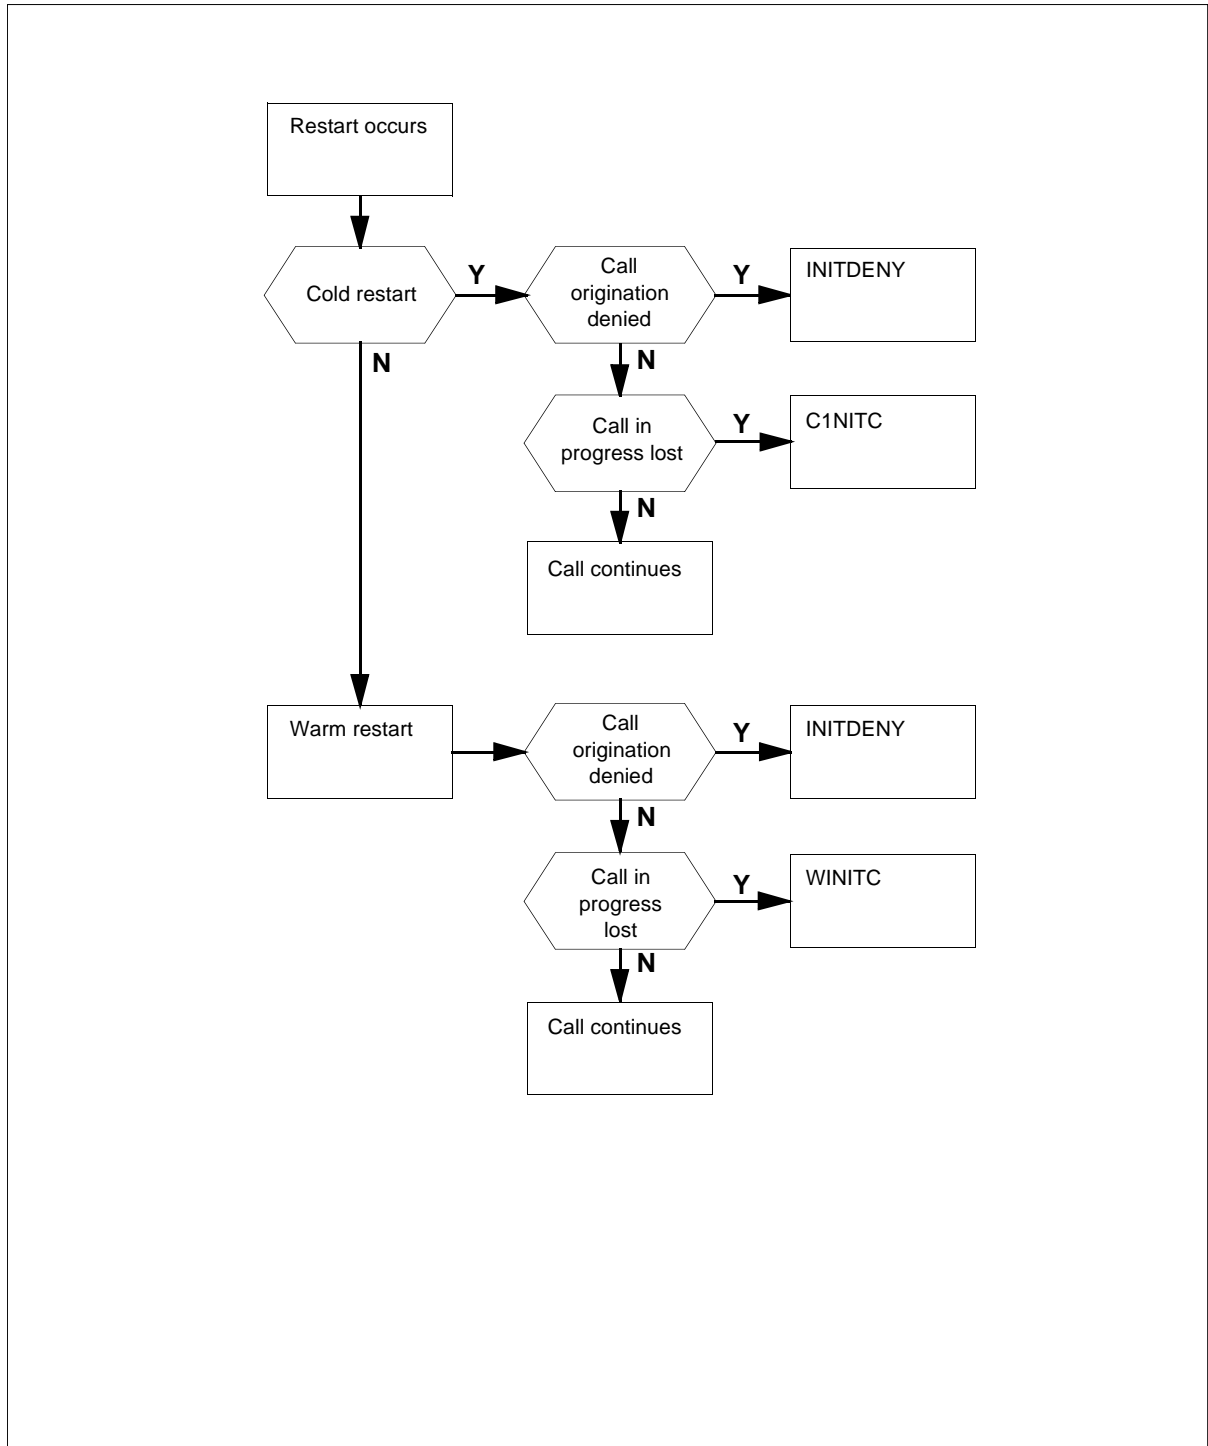 Restart occurs
Cold restart
Y
Call
origination
denied
Y
INITDENY
N
N
Call in
progress lost
Y
C1NITC
N
Call continues
Warm restart
Call
origination
denied
Y
INITDENY
N
Call in
progress
lost
Y
WINITC
N
Call continues